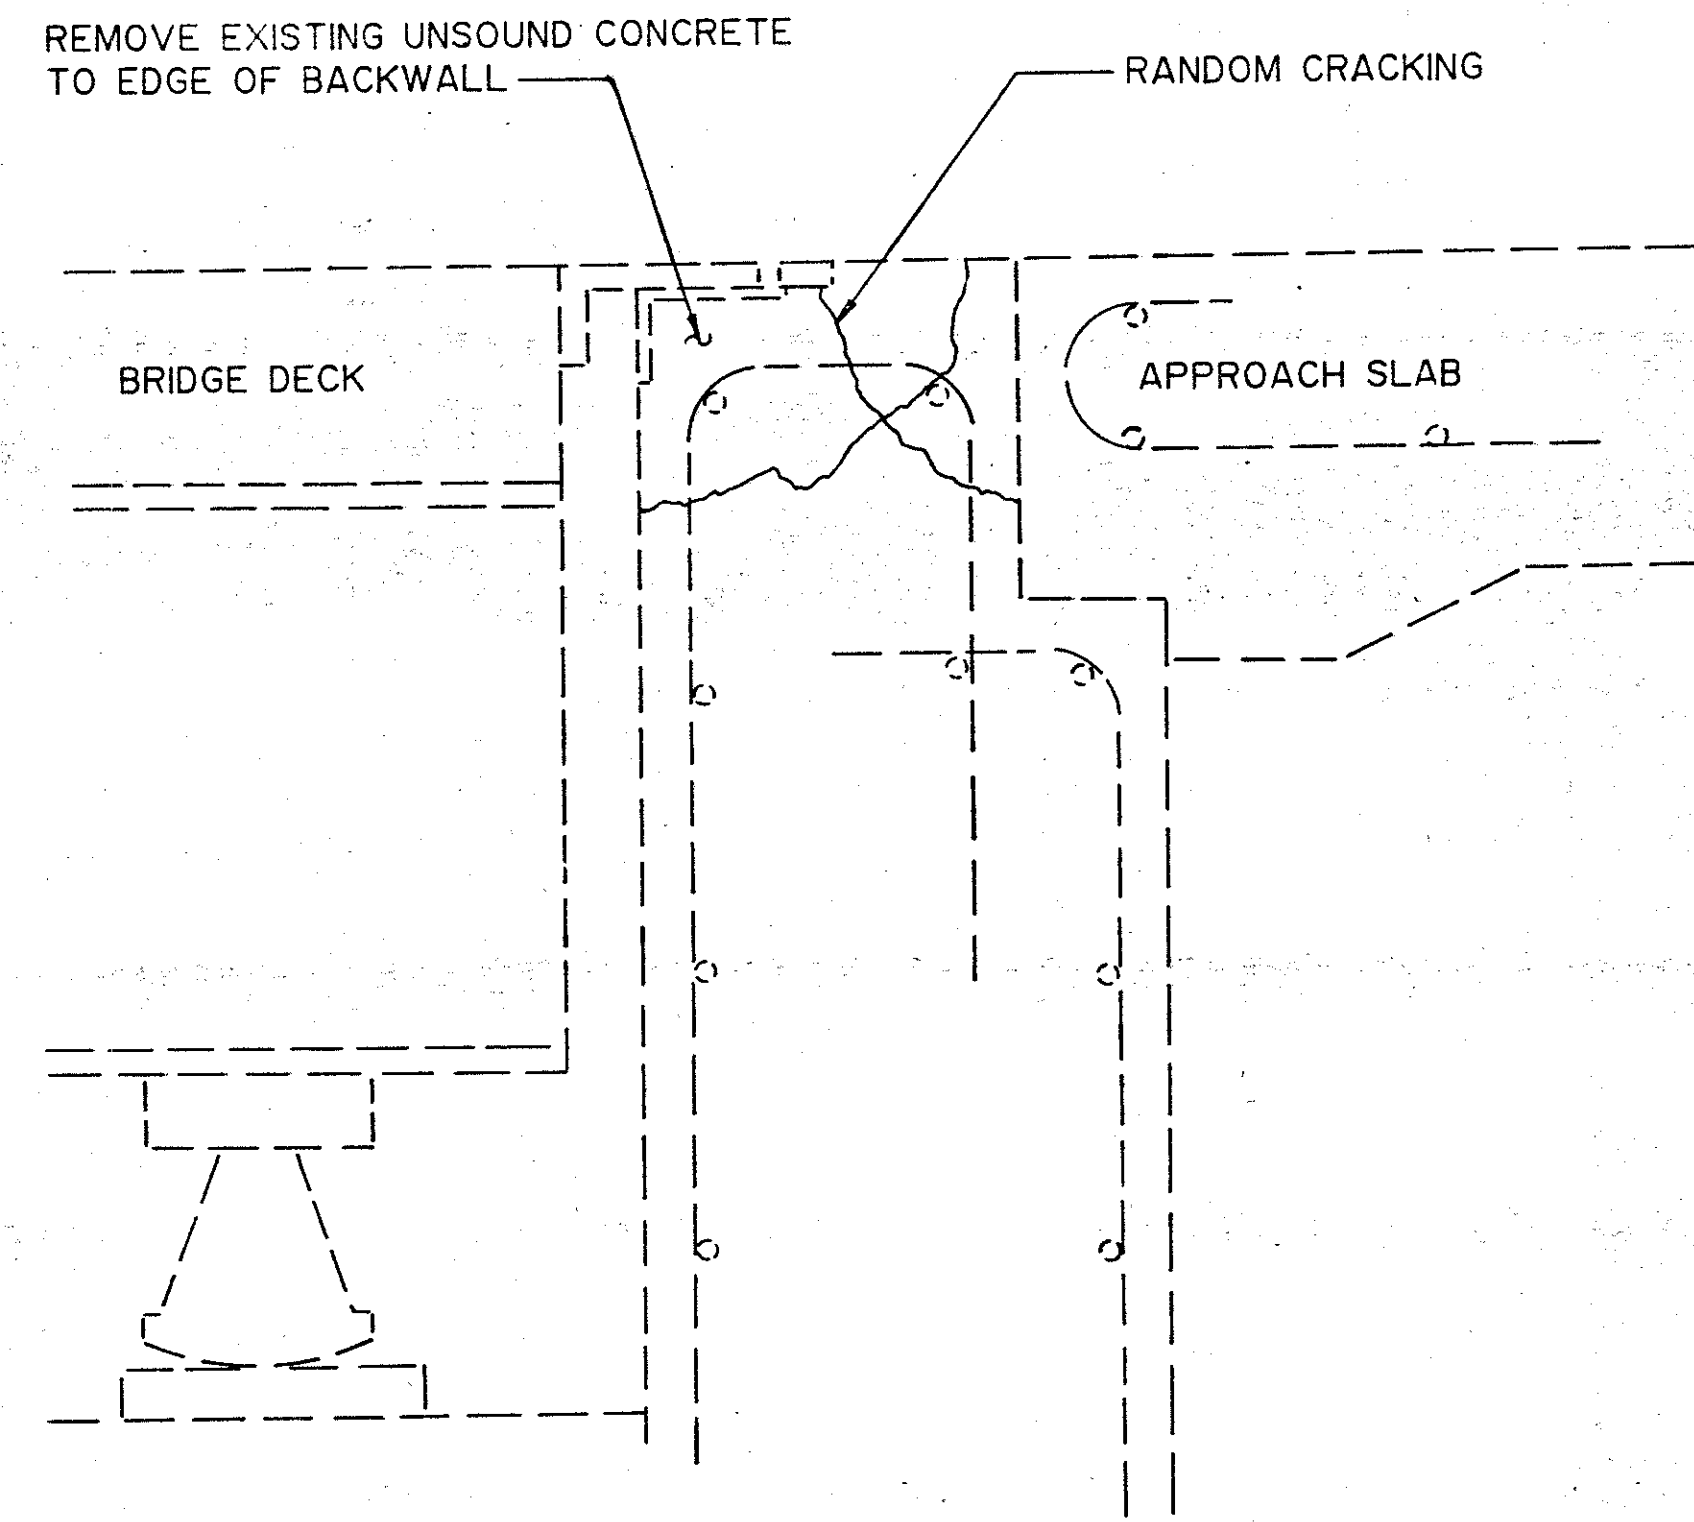 REMOVE EXISTING UNSOUND CONCRETE
TO EDGE OF BACKWALL
RANDOM CRACKING
BRIDGE DECK
APPROACH SLAB